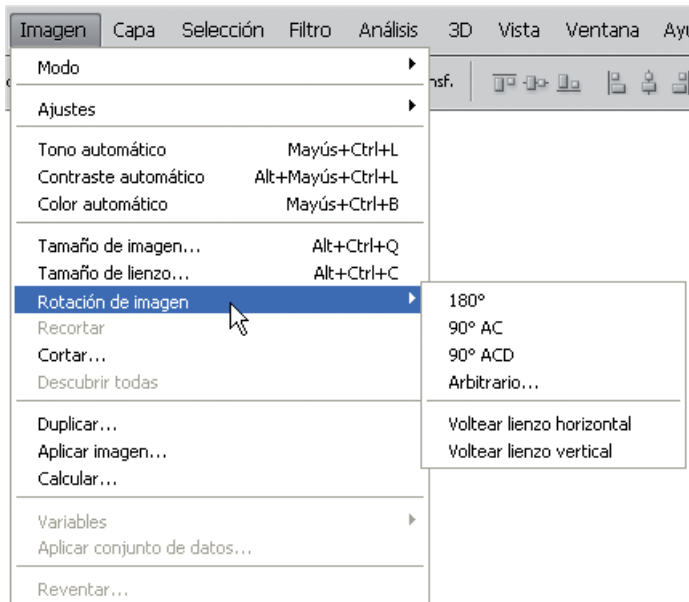 Imagen Capa Selección Filtro Análisis 3D Vista Ventana
Modo
nsf.
Ajustes
Tono automático Mayús+Ctrl+L
Contraste automático Alt+Mayús+Ctrl+L
Color automático Mayús+Ctrl+B
Tamaño de imagen... Alt+Ctrl+Q
Tamaño de lienzo... Alt+Ctrl+C
Rotación de imagen
Recortar
Cortar...
Descubrir todas
Duplicar...
Aplicar imagen...
Calcular...
Variables
Aplicar conjunto de datos...
Reventar...
180°
90° AC
90° ACD
Arbitrario...
Voltear lienzo horizontal
Voltear lienzo vertical